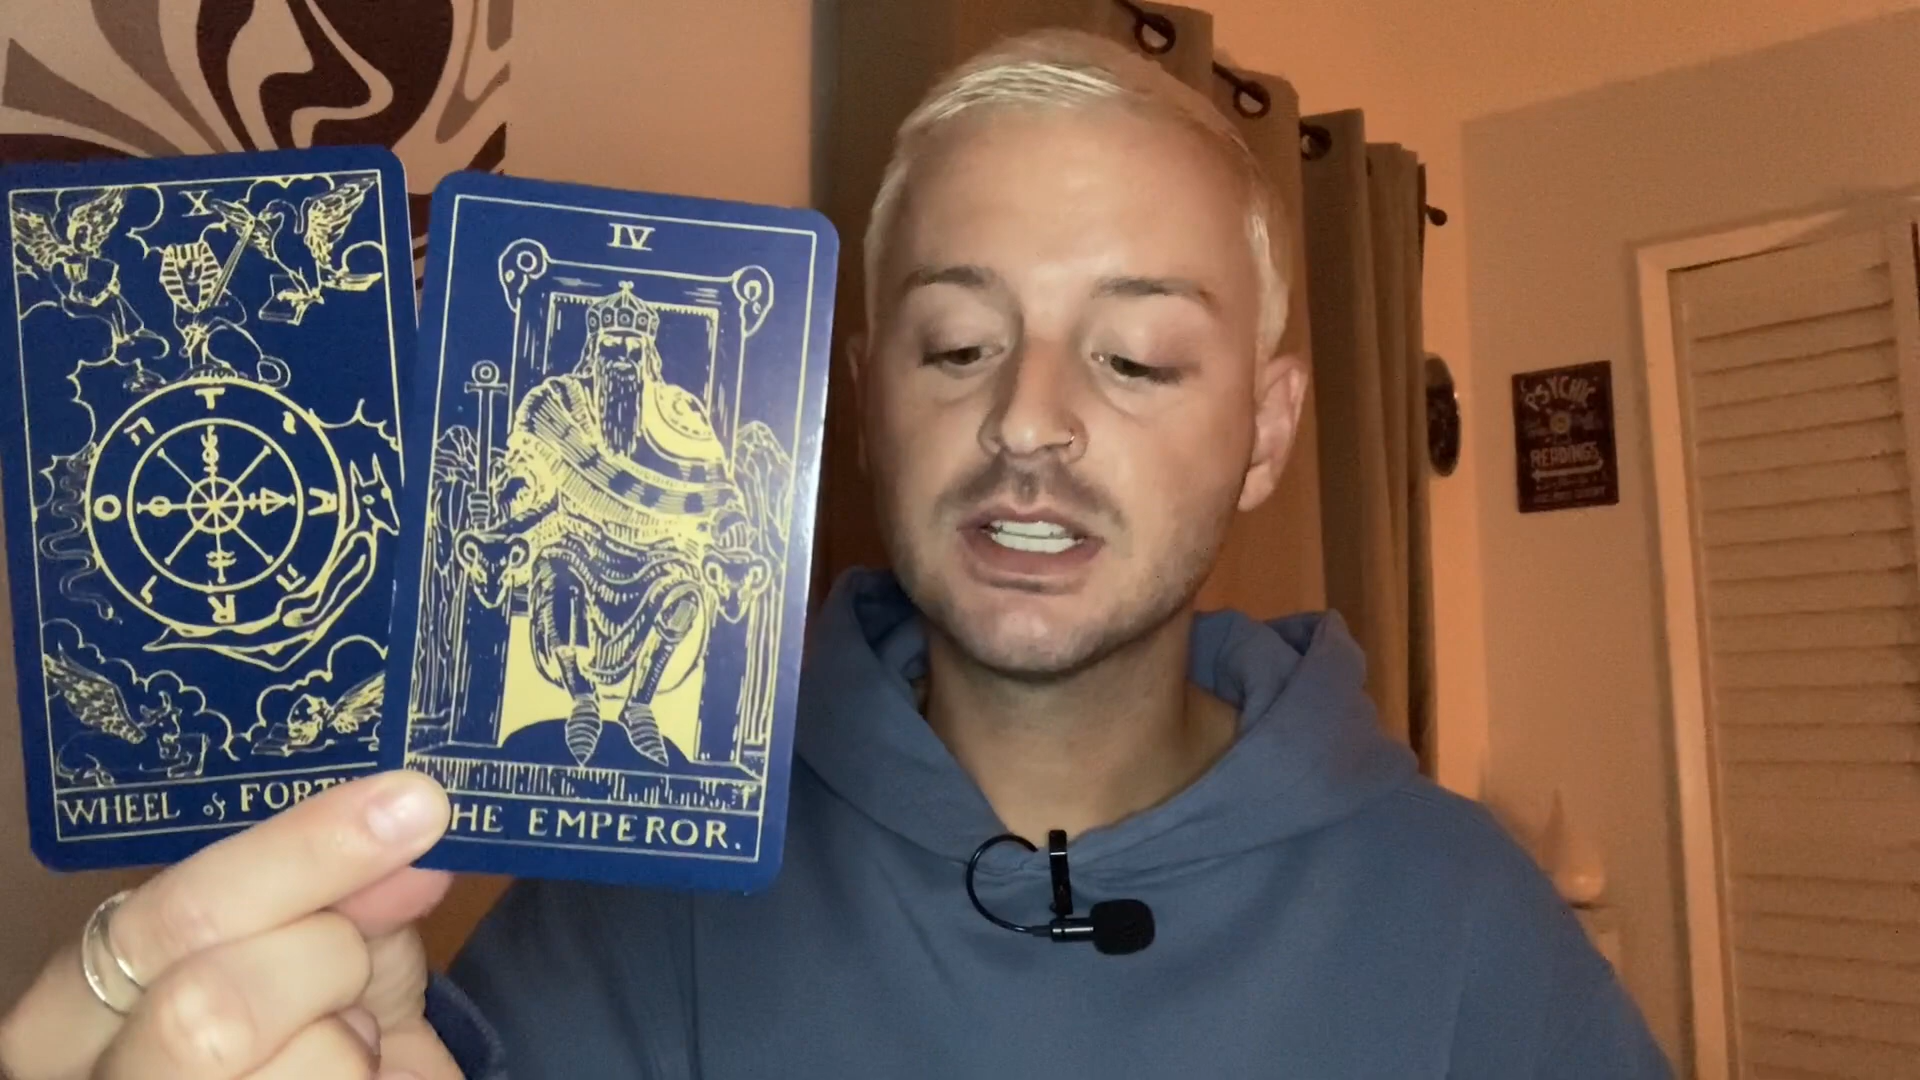 X
IV
T
A
R
O
WHEEL of FORT
HE EMPEROR.
PSYCHIC
READINGS